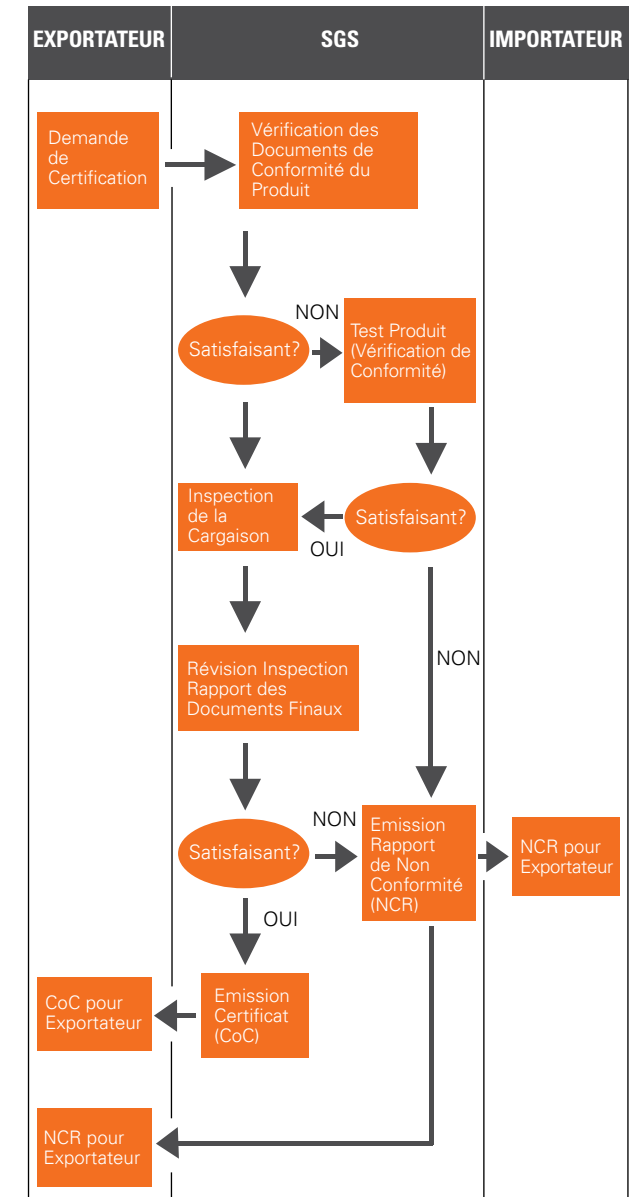 EXPORTATEUR
SGS
IMPORTATEUR
Demande
de
Certification
Vérification des
Documents de
Conformité du
Produit
NON
Satisfaisant?
Test Produit
(Vérification de
Conformité)
Inspection
de la
Cargaison
OUI
Satisfaisant?
NON
Révision Inspection
Rapport des
Documents Finaux
NON
Satisfaisant?
Emission
Rapport
de Non
Conformité
(NCR)
NCR pour
Exportateur
OUI
CoC pour
Exportateur
Emission
Certificat
(CoC)
NCR pour
Exportateur